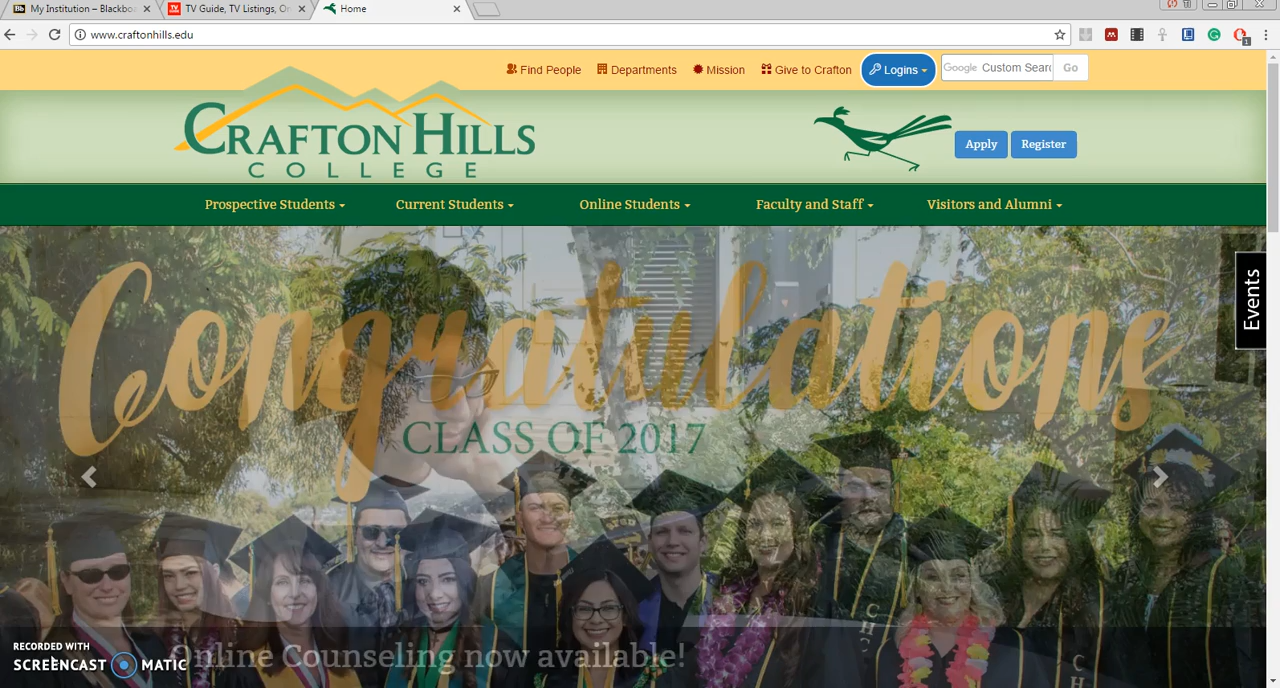 My Institution – Blackboa
TV Guide, TV Listings, On
Home
www.craftonhills.edu
1
Find People
Departments
Mission
Give to Crafton
Logins
Google Custom Searc
Go
CRAFTON HILLS
COLLEGE
Apply
Register
Prospective Students
Current Students
Online Students
Faculty and Staff
Visitors and Alumni
Events
Congratulations
CLASS OF 2017
RECORDED WITH
SCREENCAST MATIC
Online Counseling now available!